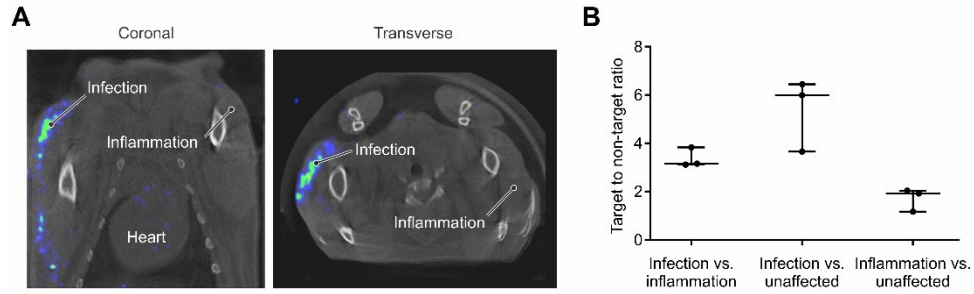 A
Coronal
Transverse
Infection
Inflammation
Heart
Infection
Inflammation
B
Target to non-target ratio
8
6
4
2
0
Infection vs.
inflammation
Infection vs.
unaffected
Inflammation vs.
unaffected